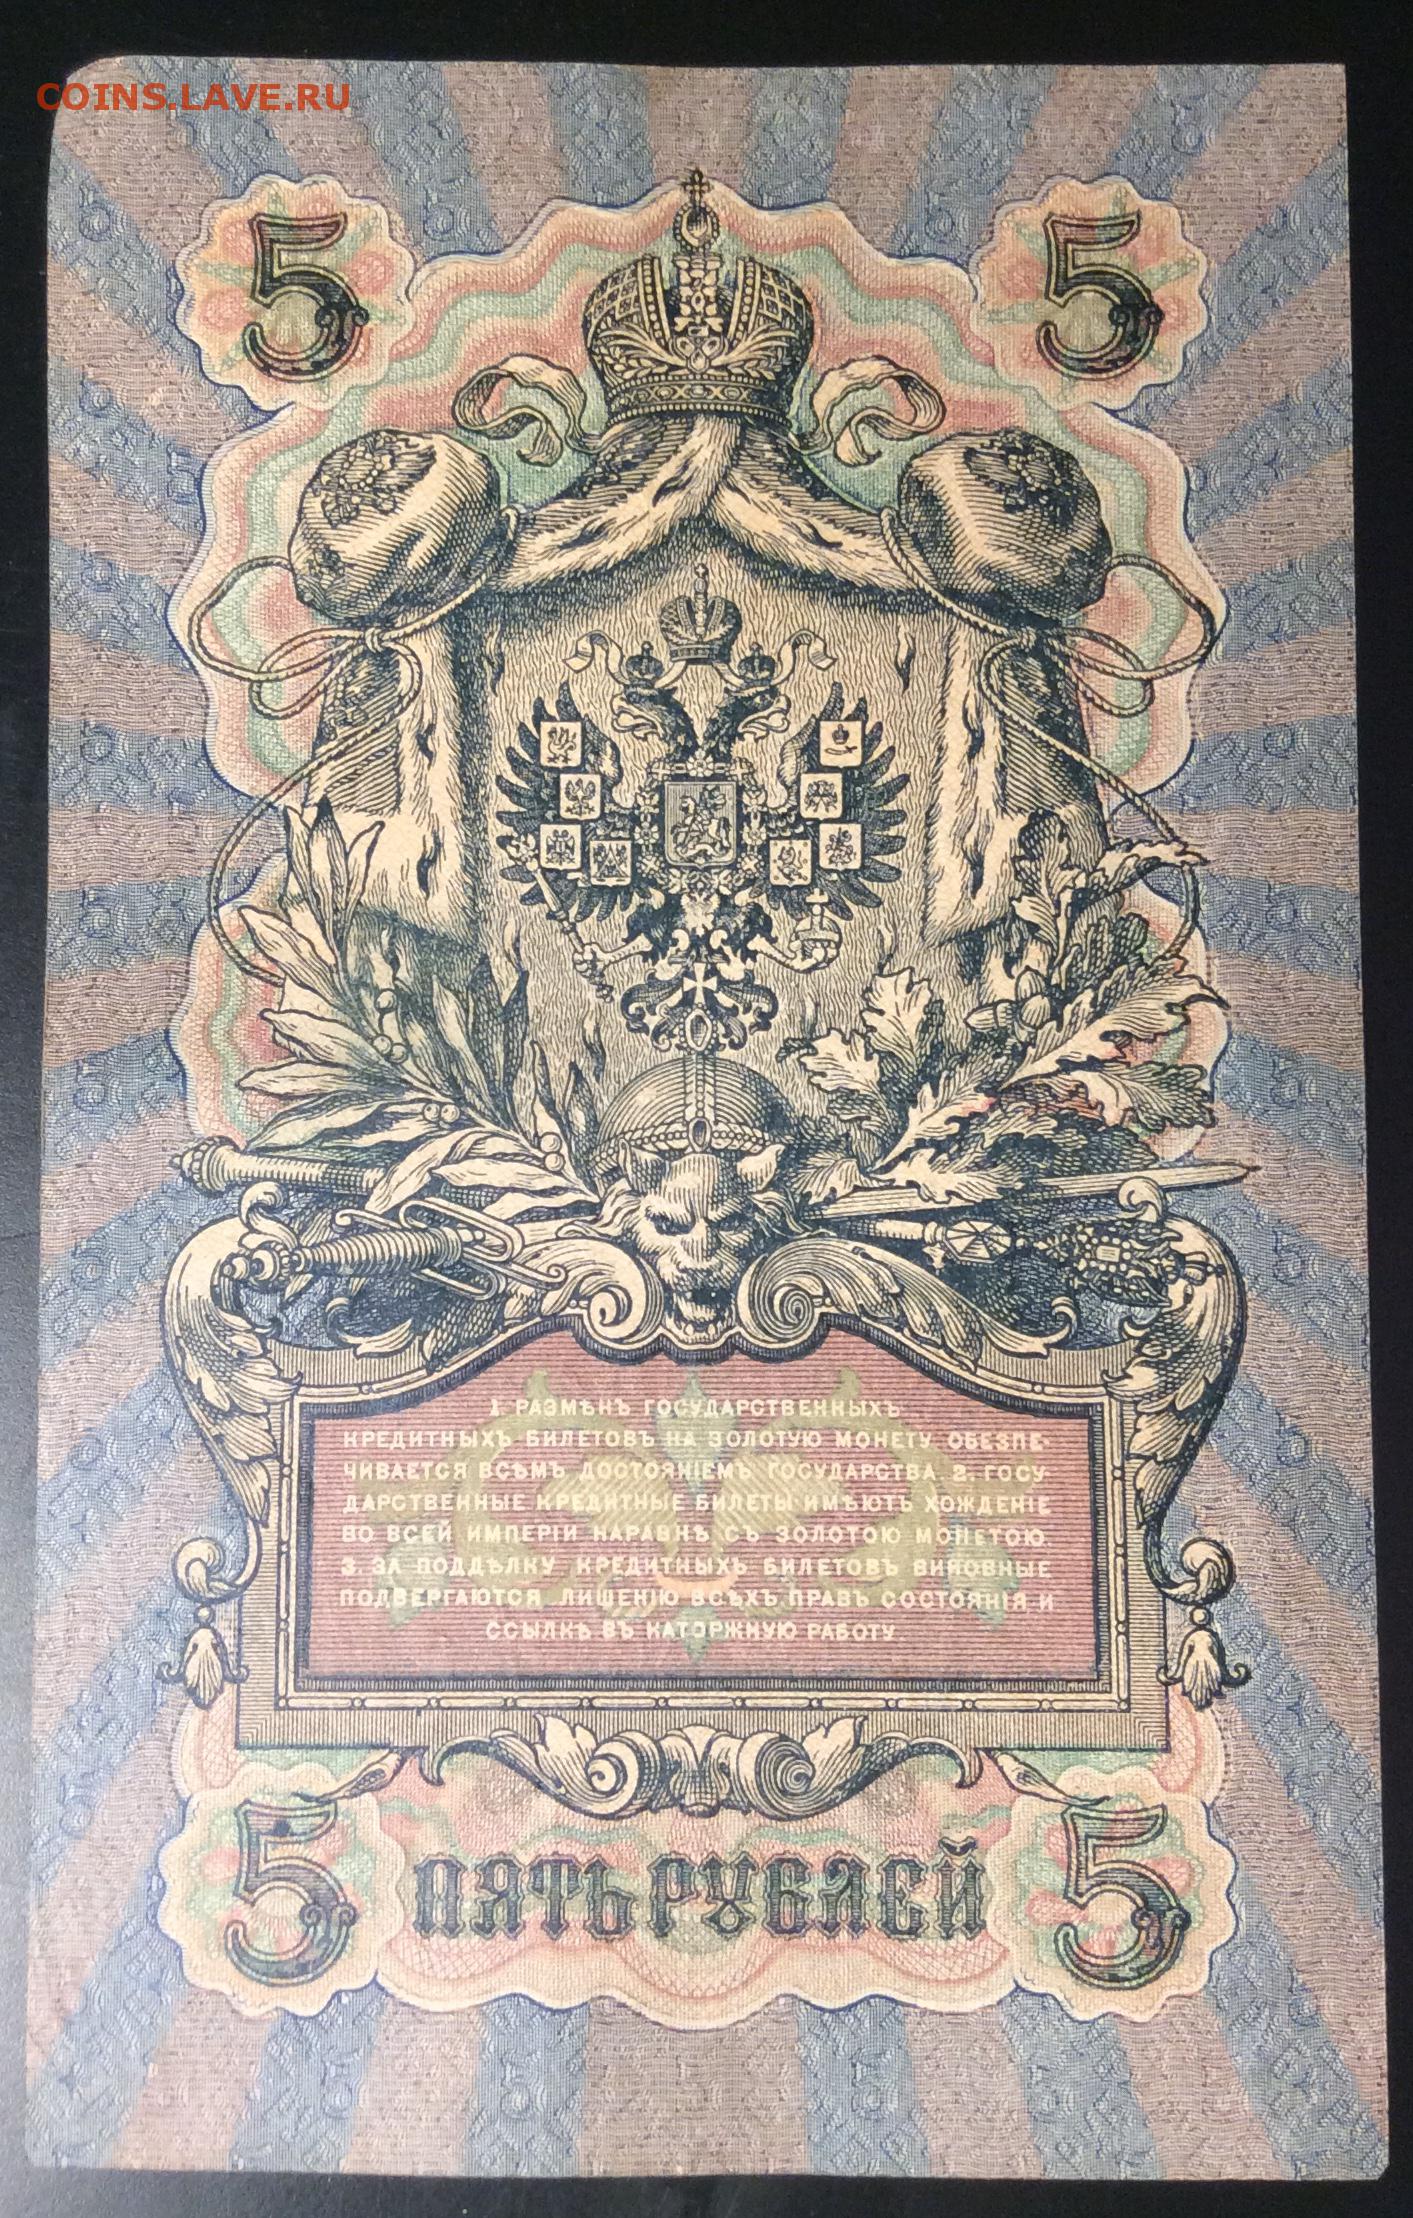 COINS.LAVE.RU
5 5
1. РАЗМѢНЪ ГОСУДАРСТВЕННЫХЪ
КРЕДИТНЫХЪ БИЛЕТОВЪ НА ЗОЛОТУЮ МОНЕТУ ОБЕЗПЕ-
ЧИВАЕТСЯ ВСѢМЪ ДОСТОЯНІЕМЪ ГОСУДАРСТВА. 2. ГОСУ-
ДАРСТВЕННЫЕ КРЕДИТНЫЕ БИЛЕТЫ ИМѢЮТЪ ХОЖДЕНІЕ
ВО ВСЕЙ ИМПЕРІИ НАРАВНѢ СЪ ЗОЛОТОЮ МОНЕТОЮ.
3. ЗА ПОДДѢЛКУ КРЕДИТНЫХЪ БИЛЕТОВЪ ВИНОВНЫЕ
ПОДВЕРГАЮТСЯ ЛИШЕНІЮ ВСѢХЪ ПРАВЪ СОСТОЯНІЯ И
ССЫЛКѢ ВЪ КАТОРЖНУЮ РАБОТУ
5 ПЯТЬ РУБЛЕЙ 5